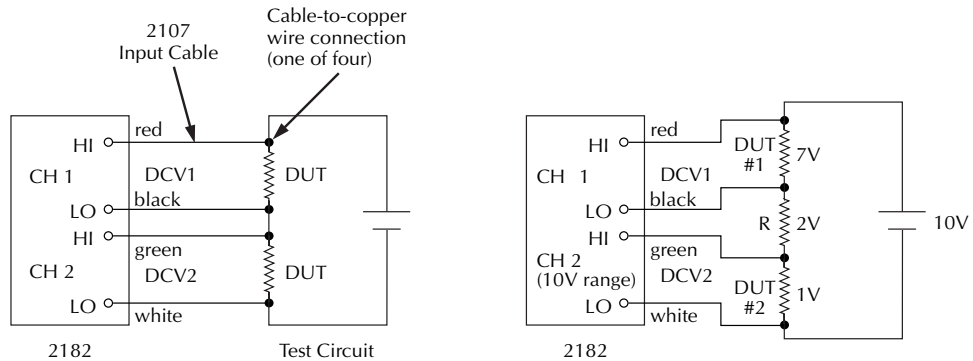 2107
Input Cable
Cable-to-copper
wire connection
(one of four)
HI
red
CH 1
DCV1
DUT
LO
black
HI
green
CH 2
DCV2
DUT
LO
white
2182
Test Circuit
HI
red
DUT
#1
7V
CH 1
DCV1
LO
black
R
2V
10V
HI
green
CH 2
(10V range)
DCV2
DUT
#2
1V
LO
white
2182